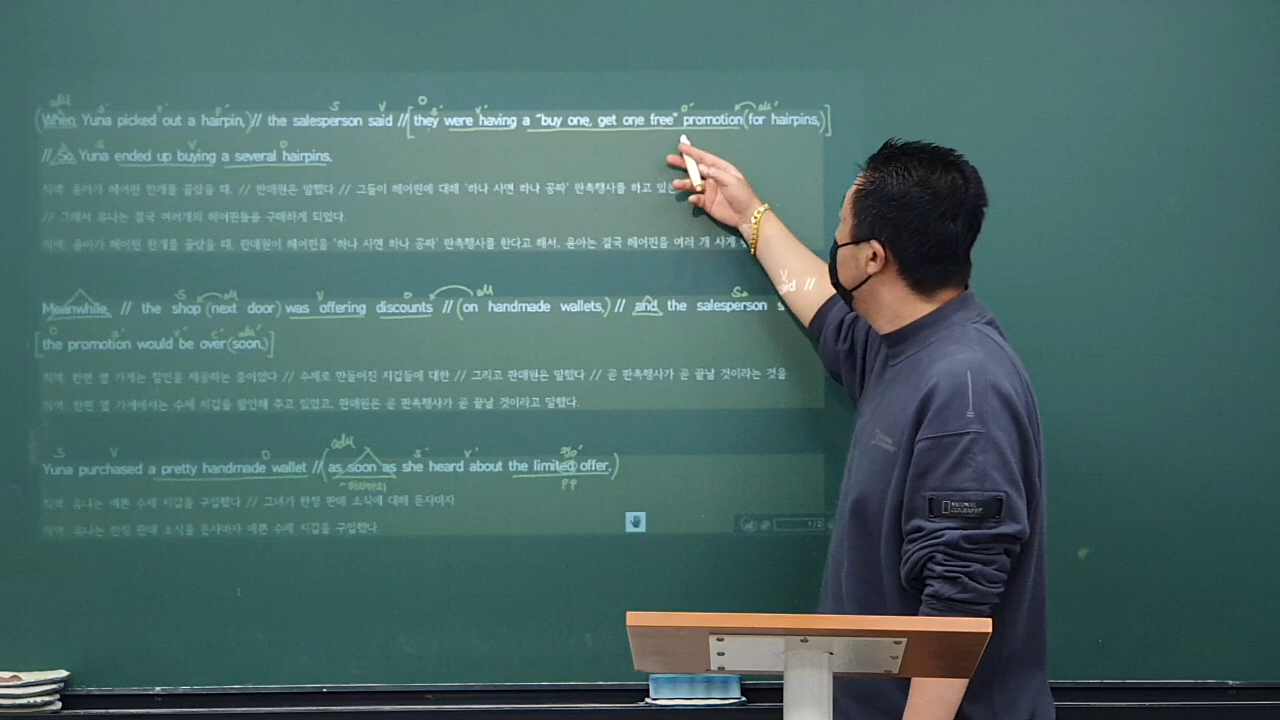 (When Yuna picked out a hairpin,) // the salesperson said // [they were having a "buy one, get one free" promotion (for hairpins,)]
// So Yuna ended up buying a several hairpins.
직역: 윤아가 헤어핀 한개를 골랐을 때, // 판매원은 말했다 // 그들이 헤어핀에 대해 '하나 사면 하나 공짜' 판촉행사를 하고 있는
// 그래서 유나는 결국 여러개의 헤어핀들을 구매하게 되었다.
의역: 윤아가 헤어핀 한개를 골랐을 때, 판매원이 헤어핀을 '하나 사면 하나 공짜' 판촉행사를 한다고 해서, 윤아는 결국 헤어핀을 여러 개 사게
Meanwhile, // the shop (next door) was offering discounts // (on handmade wallets,) // and the salesperson said //
[the promotion would be over (soon.)]
직역: 한편 옆 가게는 할인을 제공하는 중이었다 // 수제로 만들어진 지갑들에 대한 // 그리고 판매원은 말했다 // 곧 판촉행사가 곧 끝날 것이라는 것을
의역: 한편 옆 가게에서는 수제 지갑을 할인해 주고 있었고, 판매원은 곧 판촉행사가 곧 끝날 것이라고 말했다.
Yuna purchased a pretty handmade wallet // (as soon as she heard about the limited offer.)
pp
직역: 유나는 예쁜 수제 지갑을 구입했다 // 그녀가 한정 판매 소식에 대해 듣자마자
의역: 유나는 한정 판매 소식을 듣자마자 예쁜 수제 지갑을 구입했다.
NATIONAL
GEOGRAPHIC